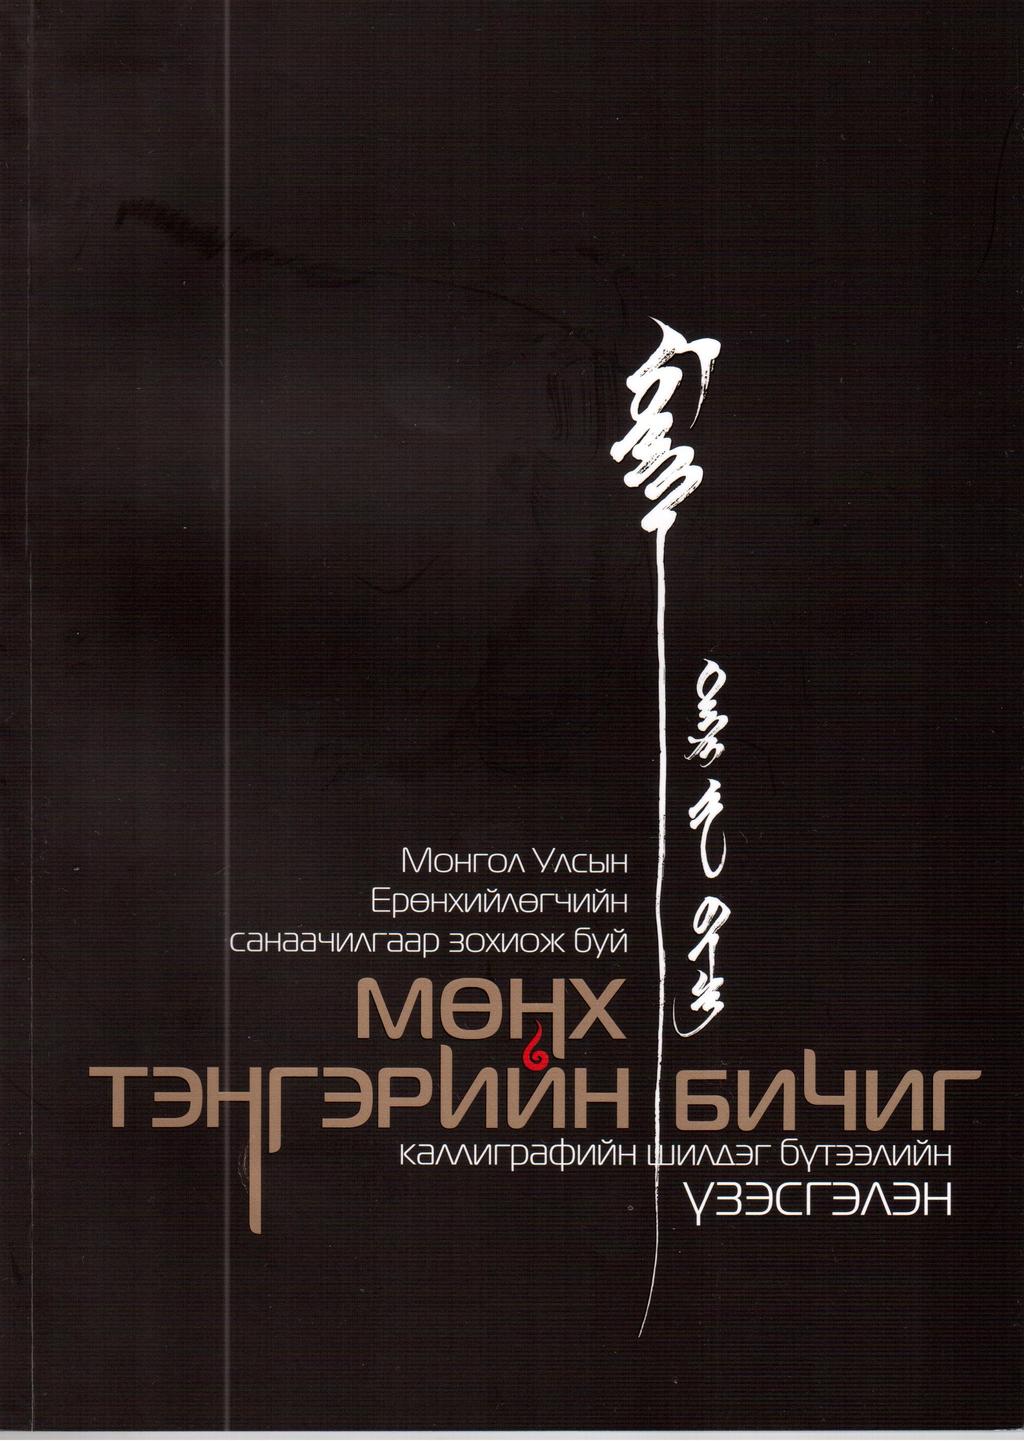 Монгол Улсын
Ерөнхийлөгчийн
санаачилгаар зохиож буй
МӨНХ
ТЭНГЭРИЙН БИЧИГ
каллиграфийн шилдэг бүтээлийн
ҮЗЭСГЭЛЭН